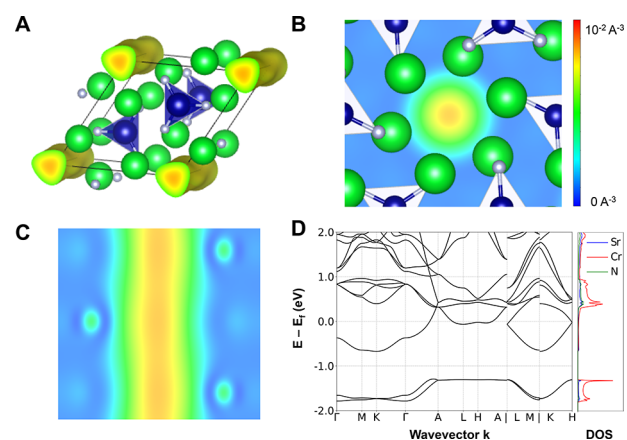 A
B
10⁻² A⁻³
0 A⁻³
C
D
2.0
1.0
0.0
-1.0
-2.0
E − E_f (eV)
Γ M K Γ A L H A | L M | K H
Wavevector k
Sr
Cr
N
DOS